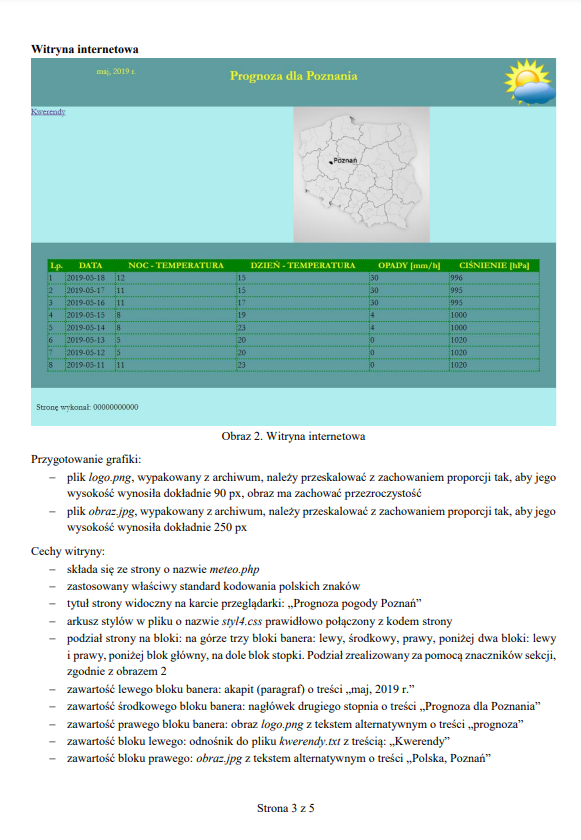 Witryna internetowa
maj, 2019 r.
Prognoza dla Poznania
Kwerendy
Poznań
Lp. DATA NOC - TEMPERATURA DZIEŃ - TEMPERATURA OPADY [mm/h] CIŚNIENIE [hPa]
1 2019-05-18 12 15 30 996
2 2019-05-17 11 15 30 995
3 2019-05-16 11 17 30 995
4 2019-05-15 8 19 4 1000
5 2019-05-14 8 23 4 1000
6 2019-05-13 5 20 0 1020
7 2019-05-12 5 20 0 1020
8 2019-05-11 11 23 0 1020
Stronę wykonał: 00000000000
Obraz 2. Witryna internetowa
Przygotowanie grafiki:
− plik logo.png, wypakowany z archiwum, należy przeskalować z zachowaniem proporcji tak, aby jego
wysokość wynosiła dokładnie 90 px, obraz ma zachować przezroczystość
− plik obraz.jpg, wypakowany z archiwum, należy przeskalować z zachowaniem proporcji tak, aby jego
wysokość wynosiła dokładnie 250 px
Cechy witryny:
− składa się ze strony o nazwie meteo.php
− zastosowany właściwy standard kodowania polskich znaków
− tytuł strony widoczny na karcie przeglądarki: „Prognoza pogody Poznań”
− arkusz stylów w pliku o nazwie styl4.css prawidłowo połączony z kodem strony
− podział strony na bloki: na górze trzy bloki banera: lewy, środkowy, prawy, poniżej dwa bloki: lewy
i prawy, poniżej blok główny, na dole blok stopki. Podział zrealizowany za pomocą znaczników sekcji,
zgodnie z obrazem 2
− zawartość lewego bloku banera: akapit (paragraf) o treści „maj, 2019 r.”
− zawartość środkowego bloku banera: nagłówek drugiego stopnia o treści „Prognoza dla Poznania”
− zawartość prawego bloku banera: obraz logo.png z tekstem alternatywnym o treści „prognoza”
− zawartość bloku lewego: odnośnik do pliku kwerendy.txt z treścią: „Kwerendy”
− zawartość bloku prawego: obraz.jpg z tekstem alternatywnym o treści „Polska, Poznań”
Strona 3 z 5